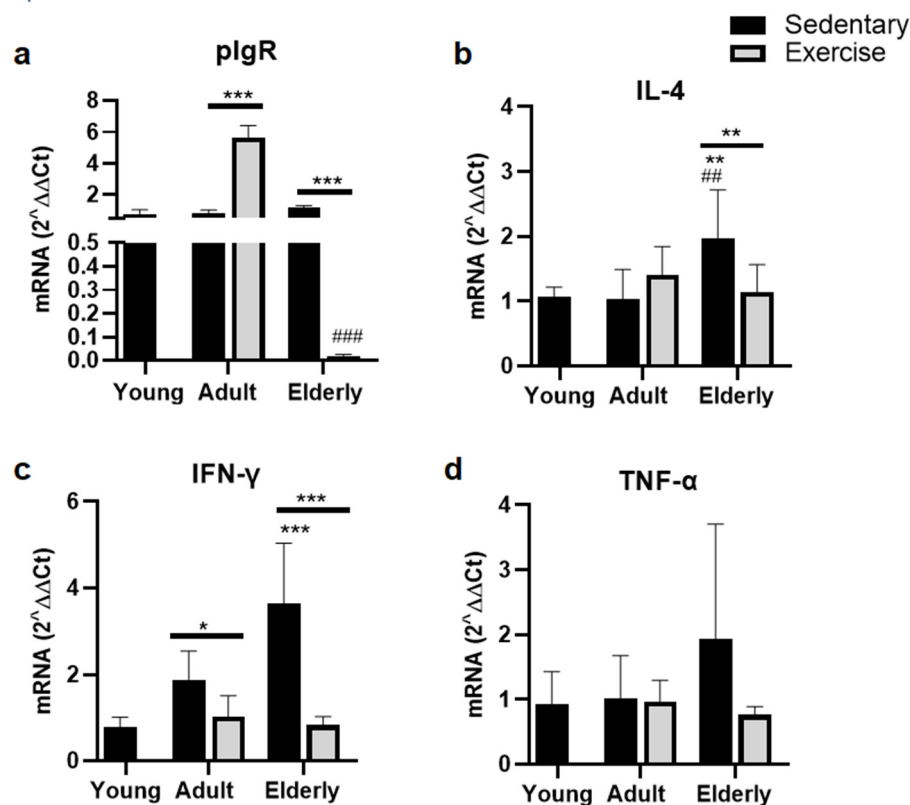 Sedentary
Exercise
a
pIgR
mRNA (2^ΔΔCt)
8
6
4
2
0.5
0.4
0.3
0.2
0.2
0.1
0.0
***
***
###
Young Adult Elderly
b
IL-4
mRNA (2^ΔΔCt)
4
3
2
1
0
**
**
##
Young Adult Elderly
c
IFN-γ
mRNA (2^ΔΔCt)
6
4
2
0
*
***
***
Young Adult Elderly
d
TNF-α
mRNA (2^ΔΔCt)
4
3
2
1
0
Young Adult Elderly